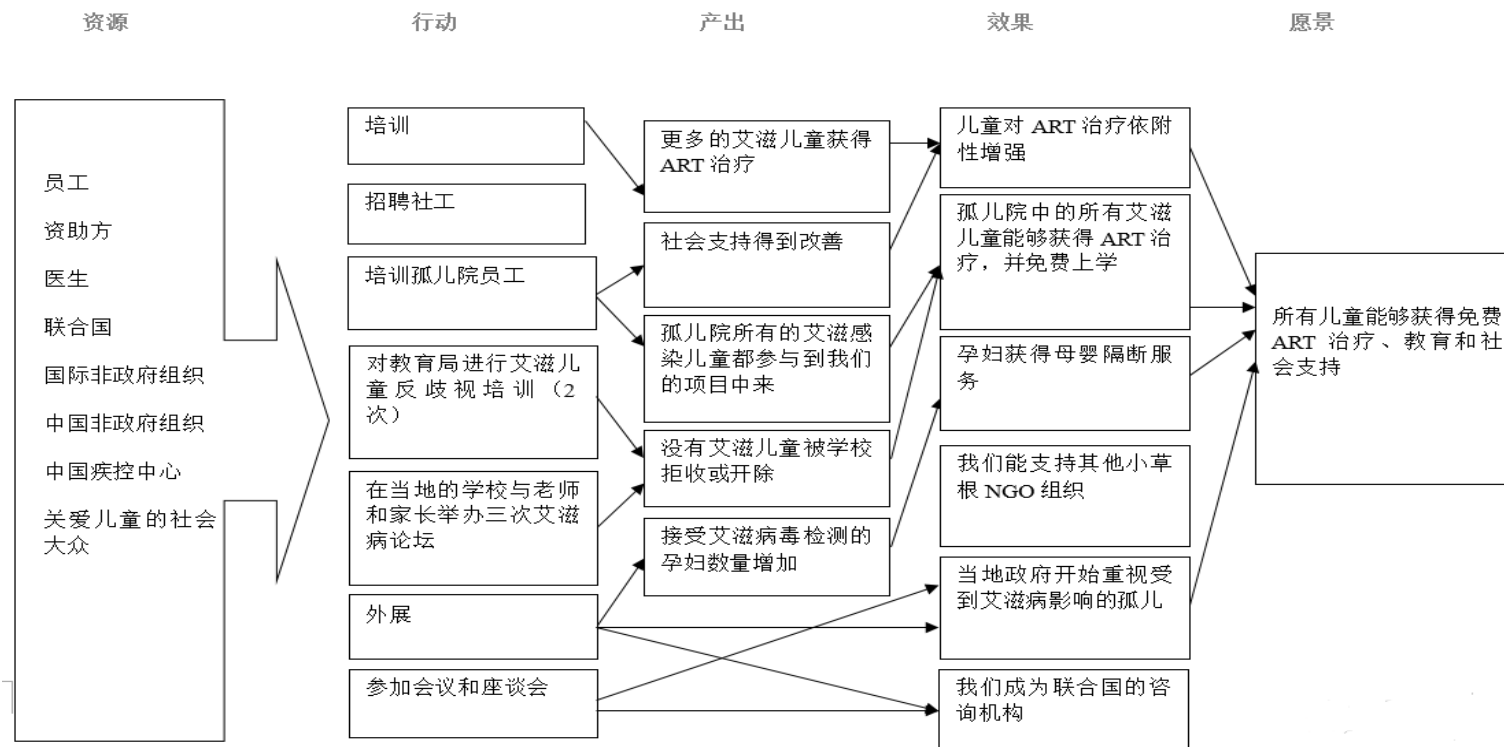 资源
行动
产出
效果
愿景
员工
资助方
医生
联合国
国际非政府组织
中国非政府组织
中国疾控中心
关爱儿童的社会
大众
培训
招聘社工
培训孤儿院员工
对教育局进行艾滋儿
童反歧视培训（2
次）
在当地的学校与老师
和家长举办三次艾滋
病论坛
外展
参加会议和座谈会
更多的艾滋儿童获得
ART 治疗
社会支持得到改善
孤儿院所有的艾滋感
染儿童都参与到我们
的项目中来
没有艾滋儿童被学校
拒收或开除
接受艾滋病毒检测的
孕妇数量增加
儿童对 ART 治疗依附
性增强
孤儿院中的所有艾滋
儿童能够获得 ART 治
疗，并免费上学
孕妇获得母婴隔断服
务
我们能支持其他小草
根 NGO 组织
当地政府开始重视受
到艾滋病影响的孤儿
我们成为联合国的咨
询机构
所有儿童能够获得免费
ART 治疗、教育和社
会支持